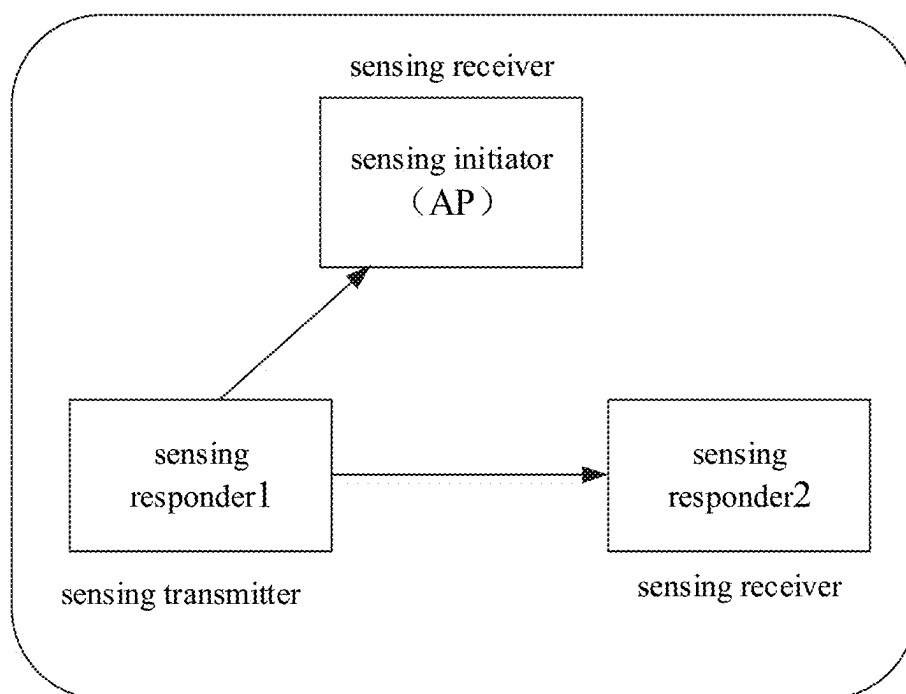 sensing receiver
sensing initiator
（AP）
sensing
responder1
sensing
responder2
sensing transmitter
sensing receiver